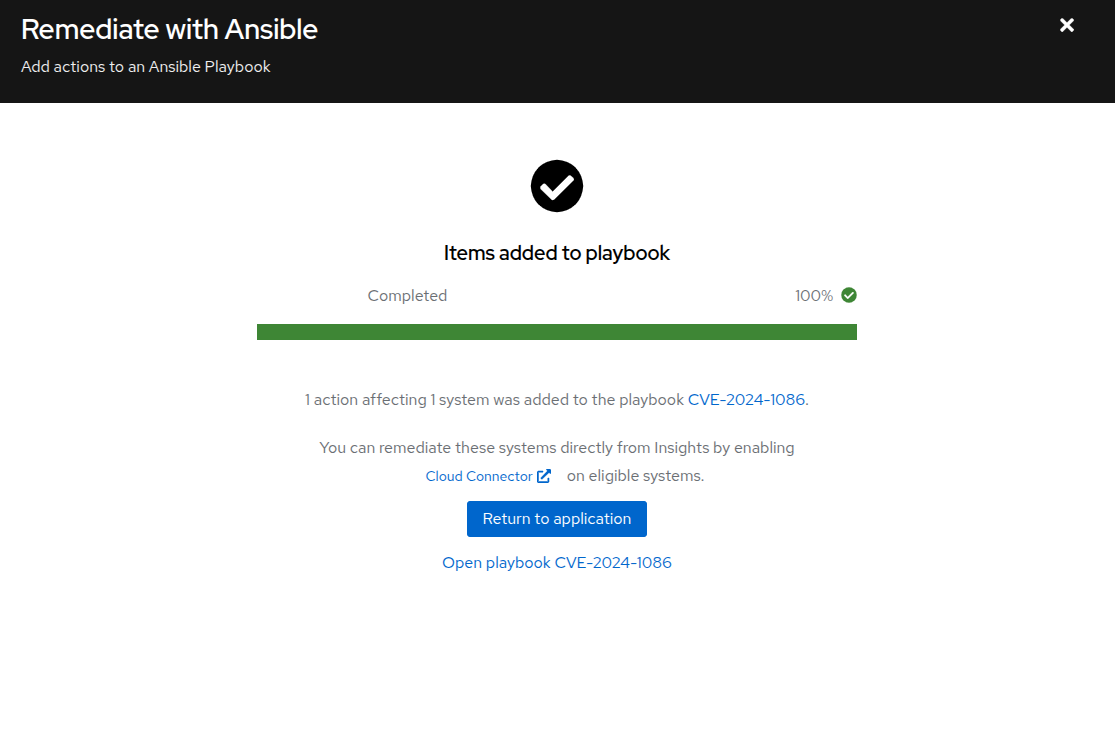 Remediate with Ansible
Add actions to an Ansible Playbook
Items added to playbook
Completed 100%
1 action affecting 1 system was added to the playbook CVE-2024-1086.
You can remediate these systems directly from Insights by enabling
Cloud Connector on eligible systems.
Return to application
Open playbook CVE-2024-1086